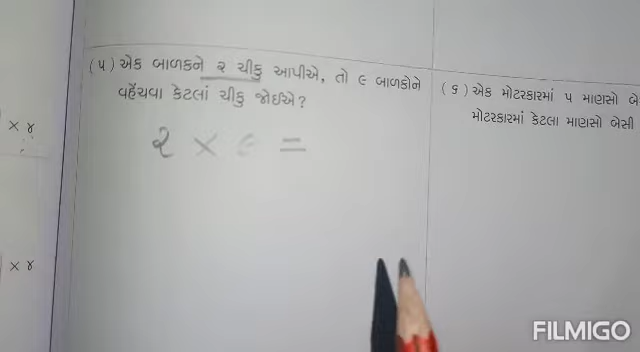 (૫) એક બાળકને ૨ ચીકુ આપીએ, તો ૯ બાળકોને
વહેંચવા કેટલાં ચીકુ જોઇએ?
૨ × ૯ =
(૬) એક મોટરકારમાં ૫ માણસો બે
મોટરકારમાં કેટલા માણસો બેસી
× ૪
× ૪
FILMIGO